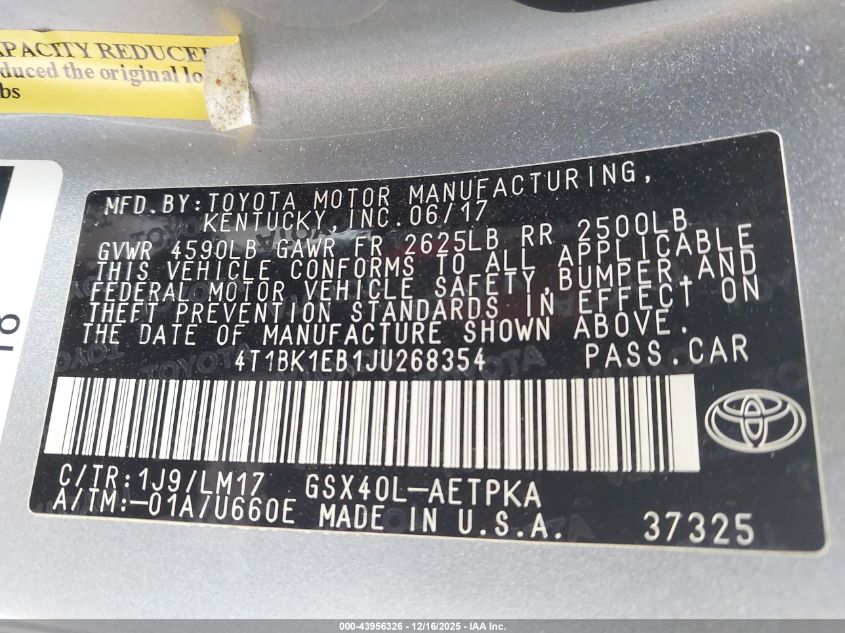 CAPACITY REDUCED
duced the original lo
bs
18
MFD.BY:TOYOTA MOTOR MANUFACTURING,
KENTUCKY, INC.06/17
GVWR 4590LB GAWR FR 2625LB RR 2500LB
THIS VEHICLE CONFORMS TO ALL APPLICABLE
FEDERAL MOTOR VEHICLE SAFETY,BUMPER,AND
THEFT PREVENTION STANDARDS IN EFFECT ON
THE DATE OF MANUFACTURE SHOWN ABOVE.
4T1BK1EB1JU268354 PASS.CAR
C/TR:1J9/LM17 GSX40L-AETPKA
A/TM:-01A/U660E MADE IN U.S.A. 37325
000-43956326 - 12/16/2025 - IAA Inc.